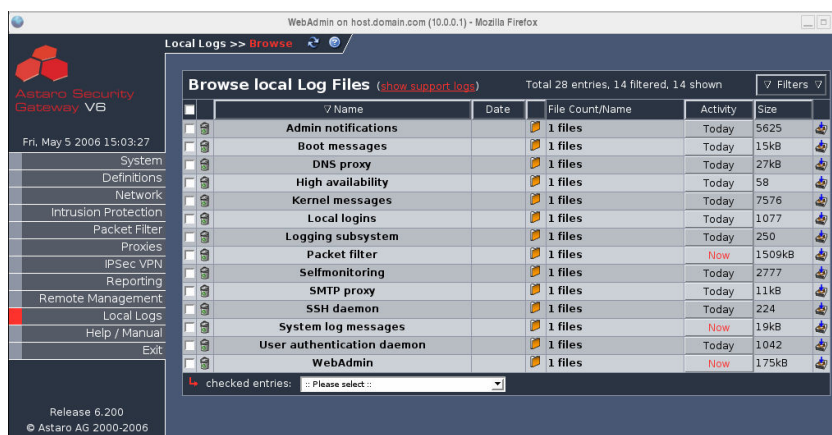 WebAdmin on host.domain.com (10.0.0.1) - Mozilla Firefox
Local Logs >> Browse
Astaro Security
Gateway V6
Fri, May 5 2006 15:03:27
System
Definitions
Network
Intrusion Protection
Packet Filter
Proxies
IPSec VPN
Reporting
Remote Management
Local Logs
Help / Manual
Exit
Release 6.200
© Astaro AG 2000-2006
Browse local Log Files (show support logs) Total 28 entries, 14 filtered, 14 shown Filters
Name Date File Count/Name Activity Size
Admin notifications 1 files Today 5625
Boot messages 1 files Today 15kB
DNS proxy 1 files Today 27kB
High availability 1 files Today 58
Kernel messages 1 files Today 7576
Local logins 1 files Today 1077
Logging subsystem 1 files Today 250
Packet filter 1 files Now 1509kB
Selfmonitoring 1 files Today 2777
SMTP proxy 1 files Today 11kB
SSH daemon 1 files Today 224
System log messages 1 files Now 19kB
User authentication daemon 1 files Today 1042
WebAdmin 1 files Now 175kB
checked entries: :: Please select ::